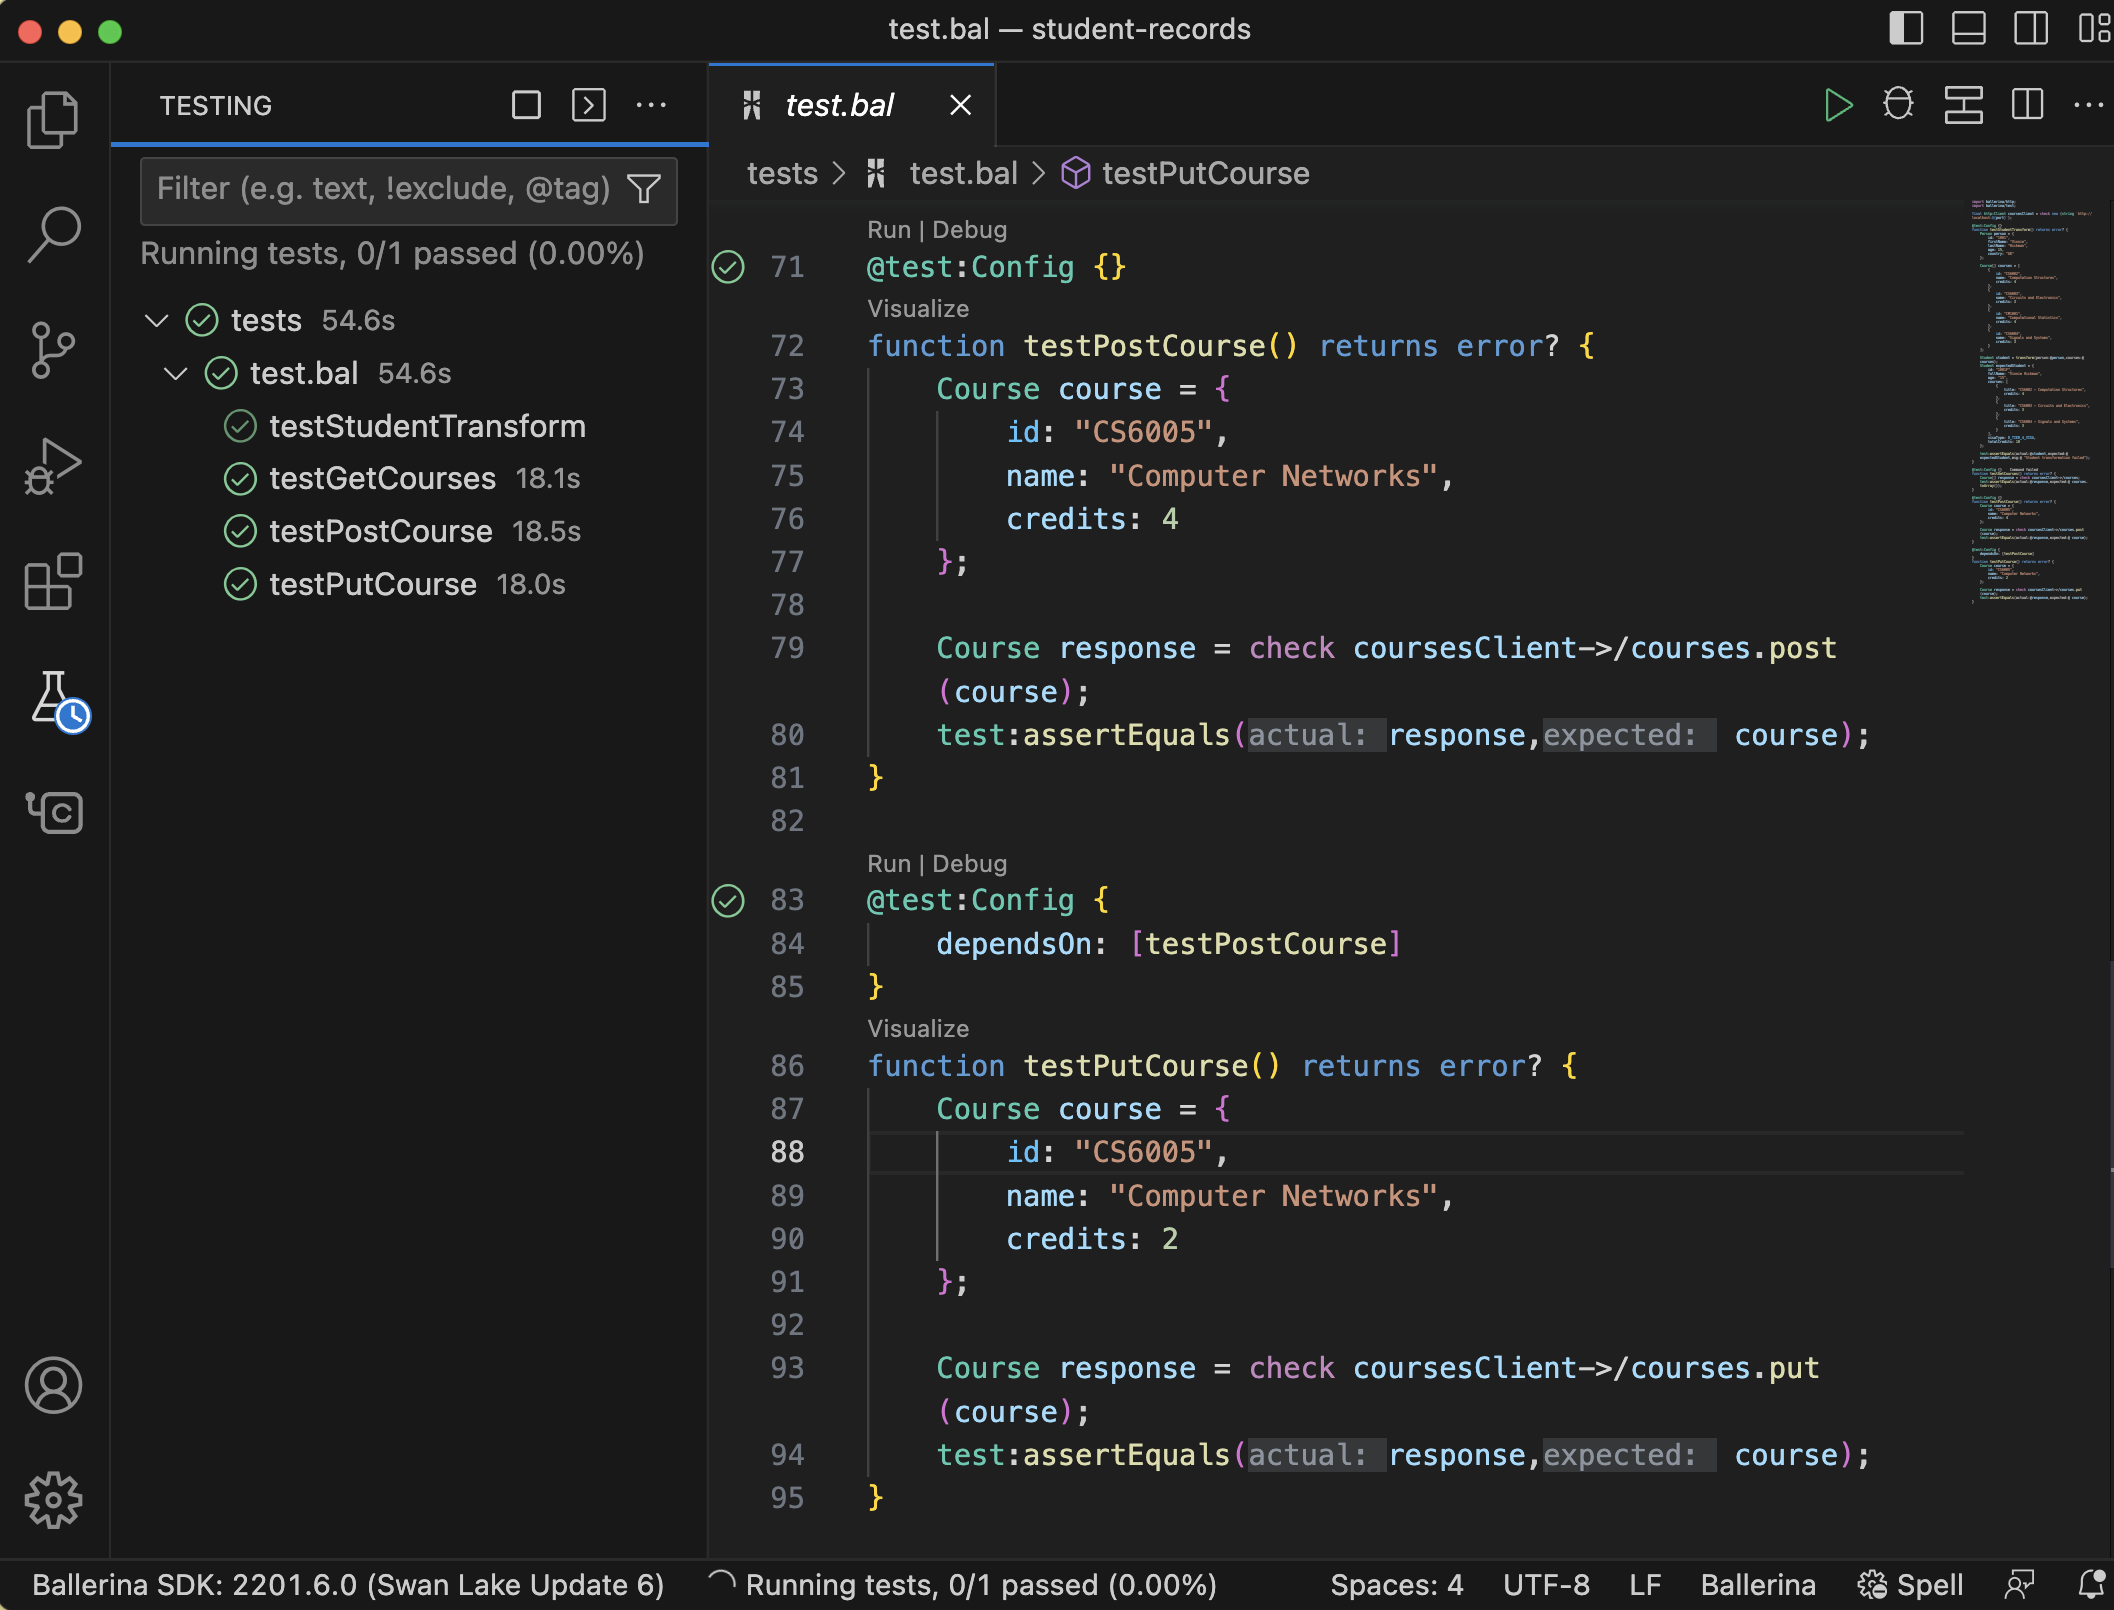 test.bal — student-records
TESTING
Filter (e.g. text, !exclude, @tag)
Running tests, 0/1 passed (0.00%)
tests 54.6s
test.bal 54.6s
testStudentTransform
testGetCourses 18.1s
testPostCourse 18.5s
testPutCourse 18.0s
test.bal
tests > test.bal > testPutCourse
Run | Debug
71 @test:Config {}
Visualize
72 function testPostCourse() returns error? {
73 Course course = {
74 id: "CS6005",
75 name: "Computer Networks",
76 credits: 4
77 };
78
79 Course response = check coursesClient->/courses.post
(course);
80 test:assertEquals(actual: response,expected: course);
81 }
82
Run | Debug
83 @test:Config {
84 dependsOn: [testPostCourse]
85 }
Visualize
86 function testPutCourse() returns error? {
87 Course course = {
88 id: "CS6005",
89 name: "Computer Networks",
90 credits: 2
91 };
92
93 Course response = check coursesClient->/courses.put
(course);
94 test:assertEquals(actual: response,expected: course);
95 }
Ballerina SDK: 2201.6.0 (Swan Lake Update 6) Running tests, 0/1 passed (0.00%) Spaces: 4 UTF-8 LF Ballerina Spell